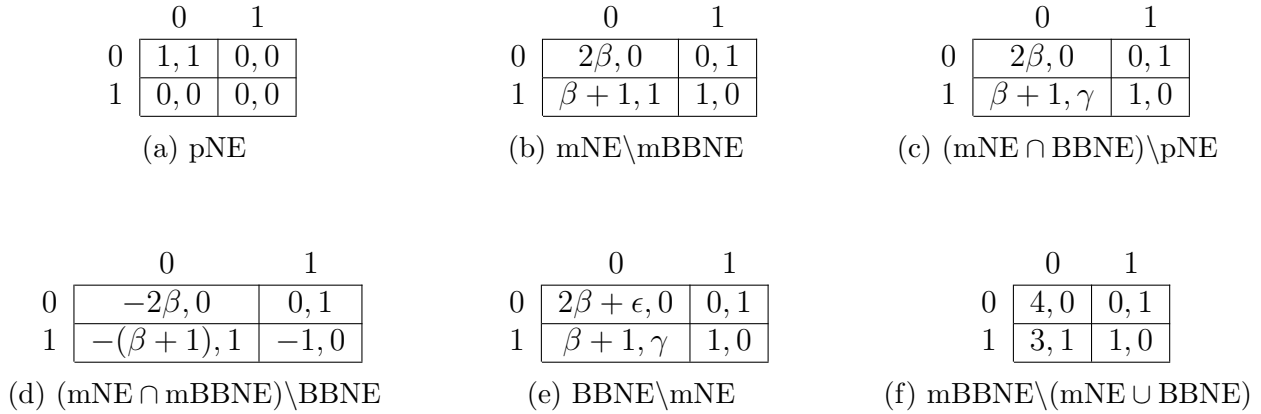 0 1 0 1 0 1
0 1, 1 0, 0 0 2β, 0 0, 1 0 2β, 0 0, 1
1 0, 0 0, 0 1 β + 1, 1 1, 0 1 β + 1, γ 1, 0
(a) pNE (b) mNE\mBBNE (c) (mNE ∩ BBNE)\pNE
0 1 0 1 0 1
0 −2β, 0 0, 1 0 2β + ϵ, 0 0, 1 0 4, 0 0, 1
1 −(β + 1), 1 −1, 0 1 β + 1, γ 1, 0 1 3, 1 1, 0
(d) (mNE ∩ mBBNE)\BBNE (e) BBNE\mNE (f) mBBNE\(mNE ∪ BBNE)